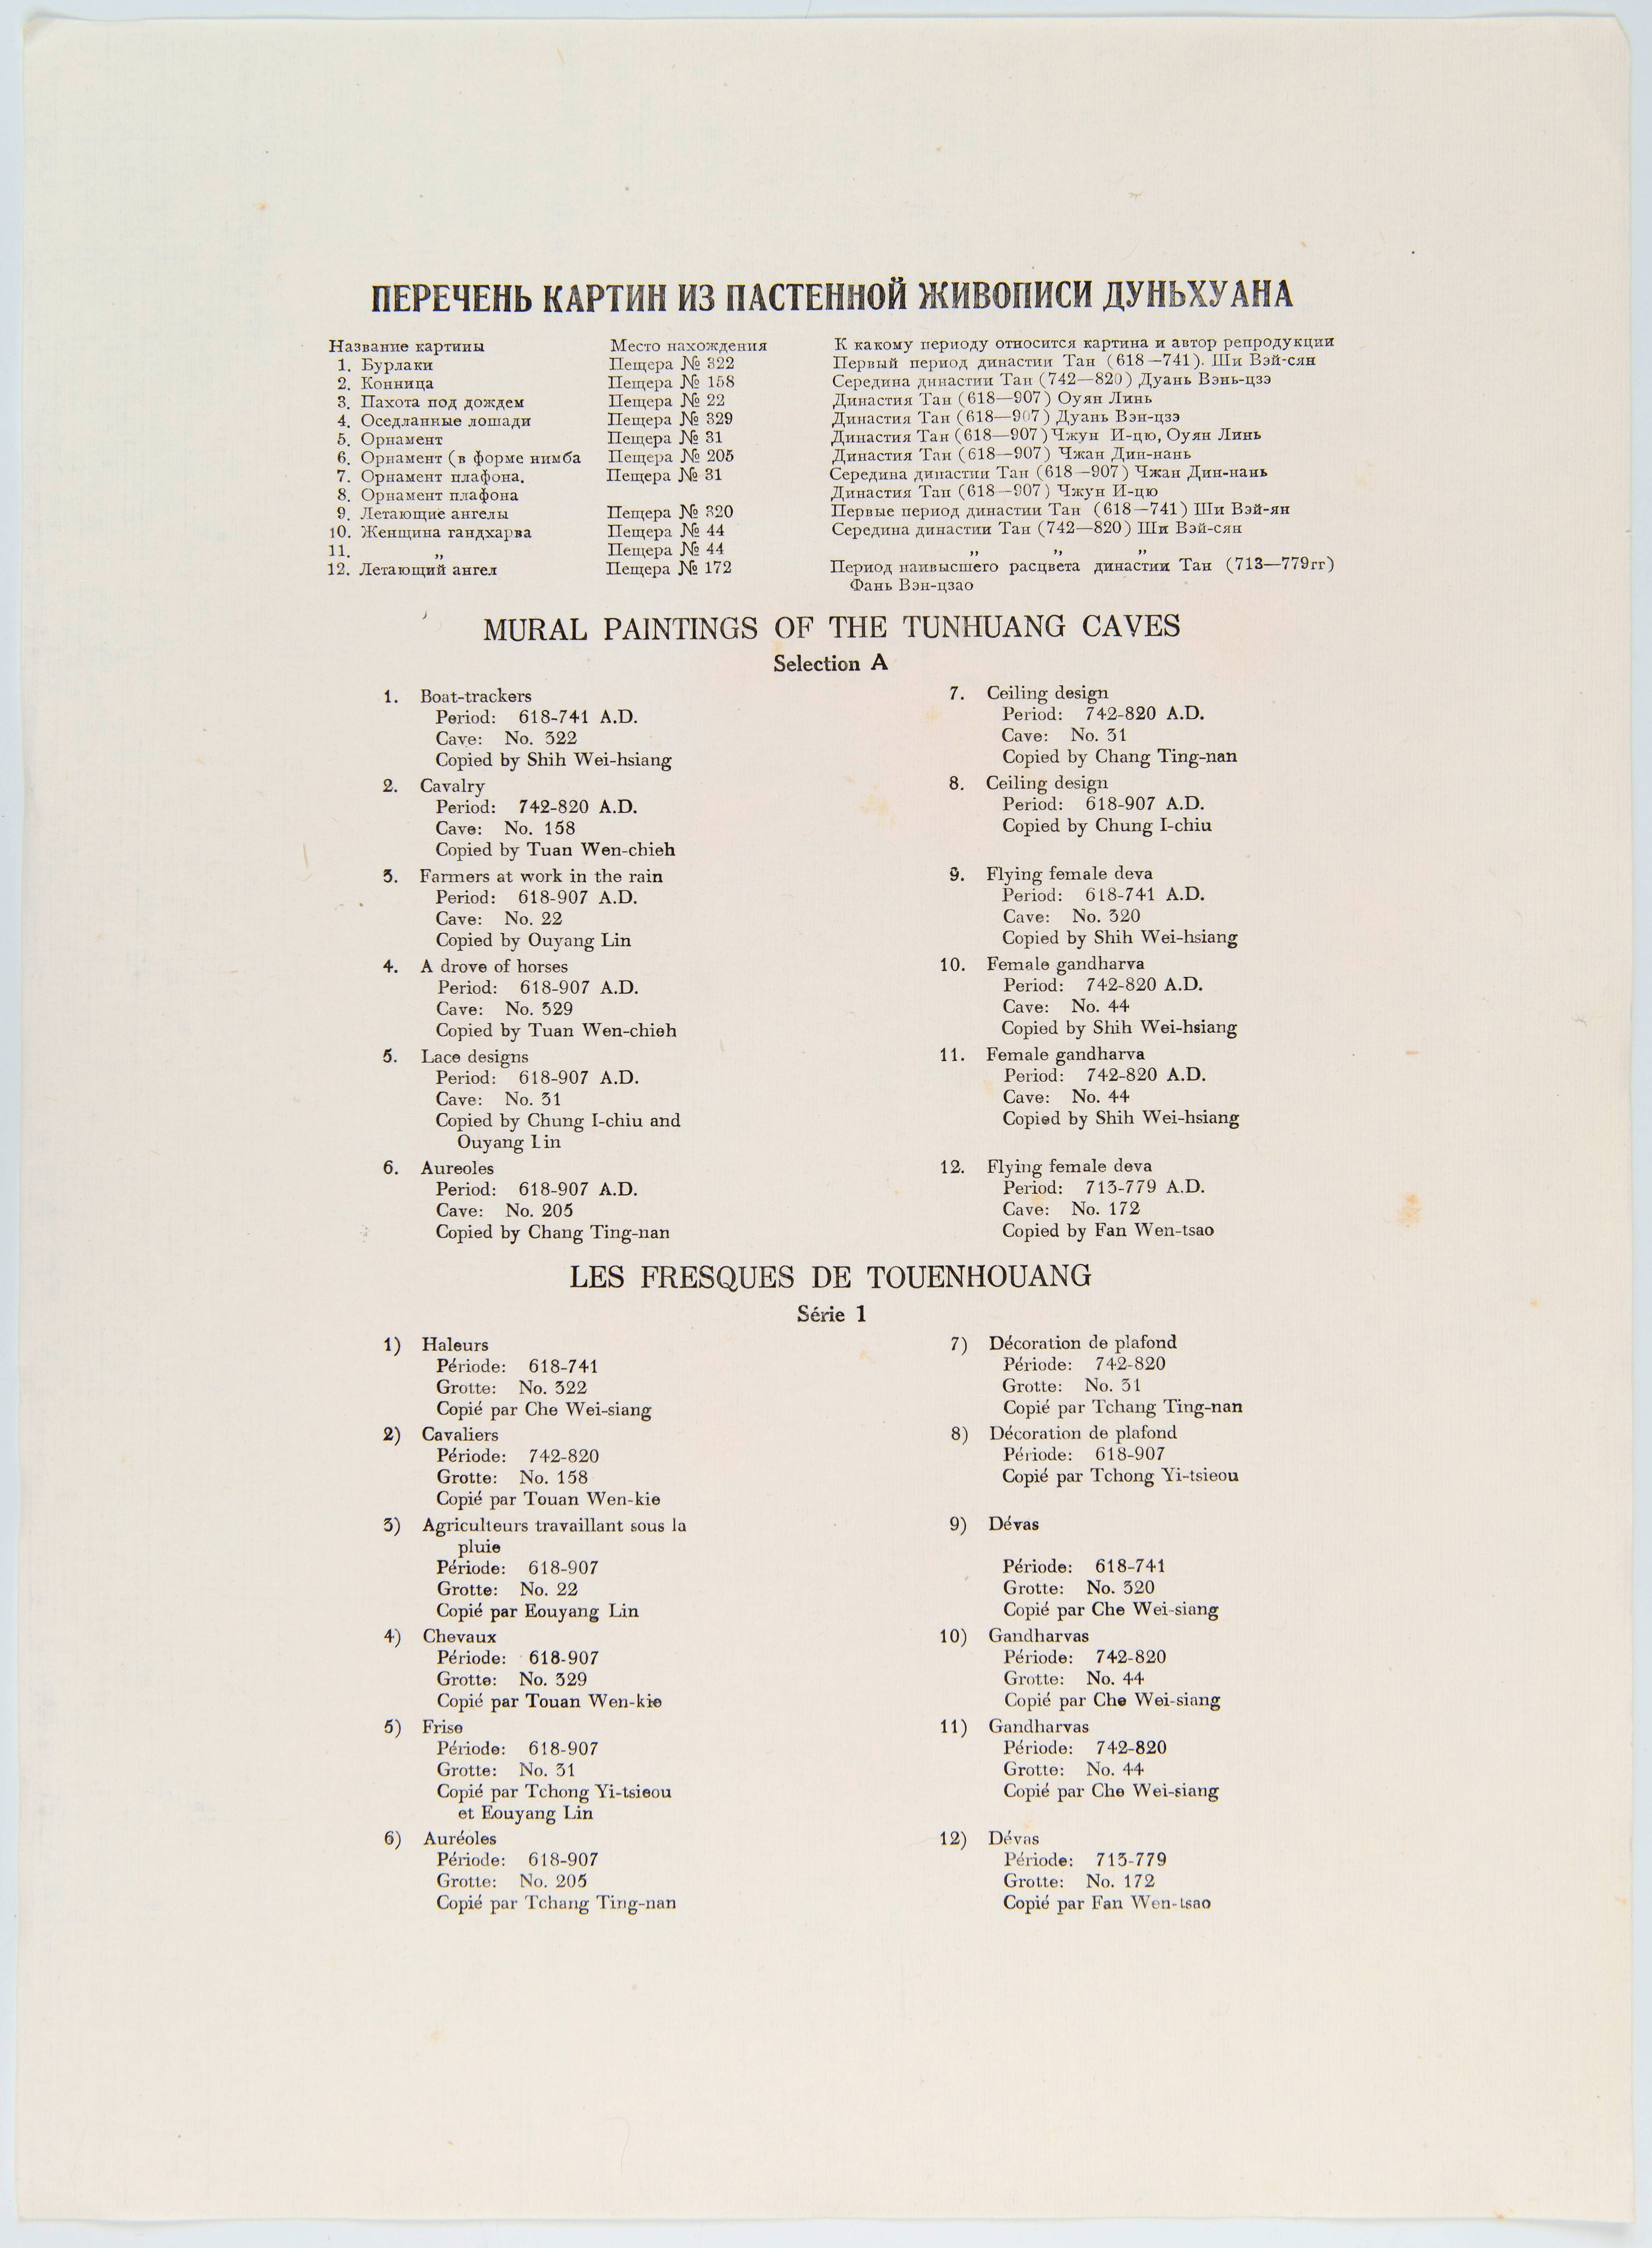 ПЕРЕЧЕНЬ КАРТИН ИЗ ПАСТЕННОЙ ЖИВОПИСИ ДУНЬХУАНА
Название картины Место нахождения К какому периоду относится картина и автор репродукции
1. Бурлаки Пещера № 322 Первый период династии Тан (618—741). Ши Вэй-сян
2. Конница Пещера № 158 Середина династии Тан (742—820) Дуань Вэнь-цзэ
3. Пахота под дождем Пещера № 22 Династия Тан (618—907) Оуян Линь
4. Оседланные лошади Пещера № 329 Династия Тан (618—907) Дуань Вэн-цзэ
5. Орнамент Пещера № 31 Династия Тан (618—907) Чжун И-цю, Оуян Линь
6. Орнамент (в форме нимба Пещера № 205 Династия Тан (618—907) Чжан Дин-нань
7. Орнамент плафона. Пещера № 31 Середина династии Тан (618—907) Чжан Дин-нань
8. Орнамент плафона Династия Тан (618—907) Чжун И-цю
9. Летающие ангелы Пещера № 320 Первые период династии Тан (618—741) Ши Вэй-ян
10. Женщина гандхарва Пещера № 44 Середина династии Тан (742—820) Ши Вэй-сян
11. „ Пещера № 44 „ „ „
12. Летающий ангел Пещера № 172 Период наивысшего расцвета династии Тан (713—779гг)
Фань Вэн-цзао
MURAL PAINTINGS OF THE TUNHUANG CAVES
Selection A
1. Boat-trackers
Period: 618-741 A.D.
Cave: No. 322
Copied by Shih Wei-hsiang
2. Cavalry
Period: 742-820 A.D.
Cave: No. 158
Copied by Tuan Wen-chieh
3. Farmers at work in the rain
Period: 618-907 A.D.
Cave: No. 22
Copied by Ouyang Lin
4. A drove of horses
Period: 618-907 A.D.
Cave: No. 329
Copied by Tuan Wen-chieh
5. Lace designs
Period: 618-907 A.D.
Cave: No. 31
Copied by Chung I-chiu and
Ouyang Lin
6. Aureoles
Period: 618-907 A.D.
Cave: No. 205
Copied by Chang Ting-nan
7. Ceiling design
Period: 742-820 A.D.
Cave: No. 31
Copied by Chang Ting-nan
8. Ceiling design
Period: 618-907 A.D.
Copied by Chung I-chiu
9. Flying female deva
Period: 618-741 A.D.
Cave: No. 320
Copied by Shih Wei-hsiang
10. Female gandharva
Period: 742-820 A.D.
Cave: No. 44
Copied by Shih Wei-hsiang
11. Female gandharva
Period: 742-820 A.D.
Cave: No. 44
Copied by Shih Wei-hsiang
12. Flying female deva
Period: 713-779 A.D.
Cave: No. 172
Copied by Fan Wen-tsao
LES FRESQUES DE TOUENHOUANG
Série 1
1) Haleurs
Période: 618-741
Grotte: No. 322
Copié par Che Wei-siang
2) Cavaliers
Période: 742-820
Grotte: No. 158
Copié par Touan Wen-kie
3) Agriculteurs travaillant sous la
pluie
Période: 618-907
Grotte: No. 22
Copié par Eouyang Lin
4) Chevaux
Période: 618-907
Grotte: No. 329
Copié par Touan Wen-kie
5) Frise
Période: 618-907
Grotte: No. 31
Copié par Tchong Yi-tsieou
et Eouyang Lin
6) Auréoles
Période: 618-907
Grotte: No. 205
Copié par Tchang Ting-nan
7) Décoration de plafond
Période: 742-820
Grotte: No. 31
Copié par Tchang Ting-nan
8) Décoration de plafond
Période: 618-907
Copié par Tchong Yi-tsieou
9) Dévas
Période: 618-741
Grotte: No. 320
Copié par Che Wei-siang
10) Gandharvas
Période: 742-820
Grotte: No. 44
Copié par Che Wei-siang
11) Gandharvas
Période: 742-820
Grotte: No. 44
Copié par Che Wei-siang
12) Dévas
Période: 713-779
Grotte: No. 172
Copié par Fan Wen-tsao